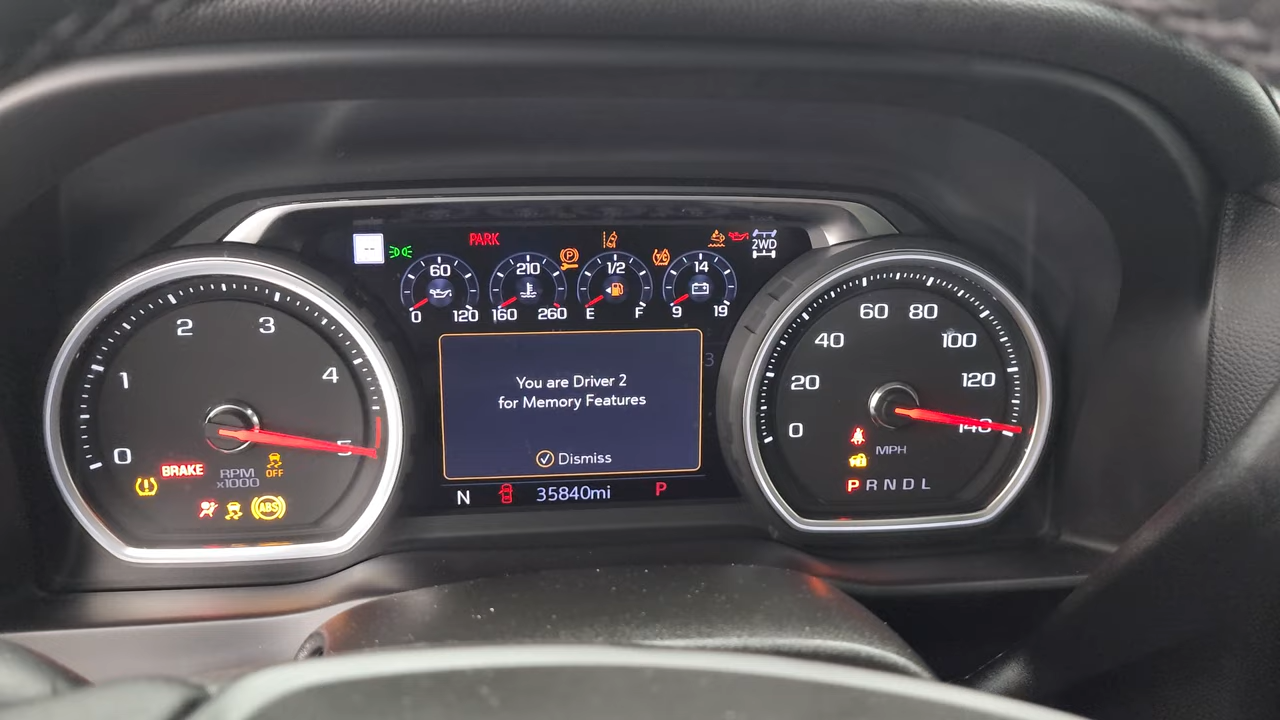 --
PARK
2WD
60
0 120
210
160 260
1/2
E F
14
9 19
0
1
2
3
4
5
BRAKE
RPM
x1000
OFF
ABS
You are Driver 2
for Memory Features
Dismiss
N 35840mi P
3
0
20
40
60
80
100
120
140
MPH
P R N D L